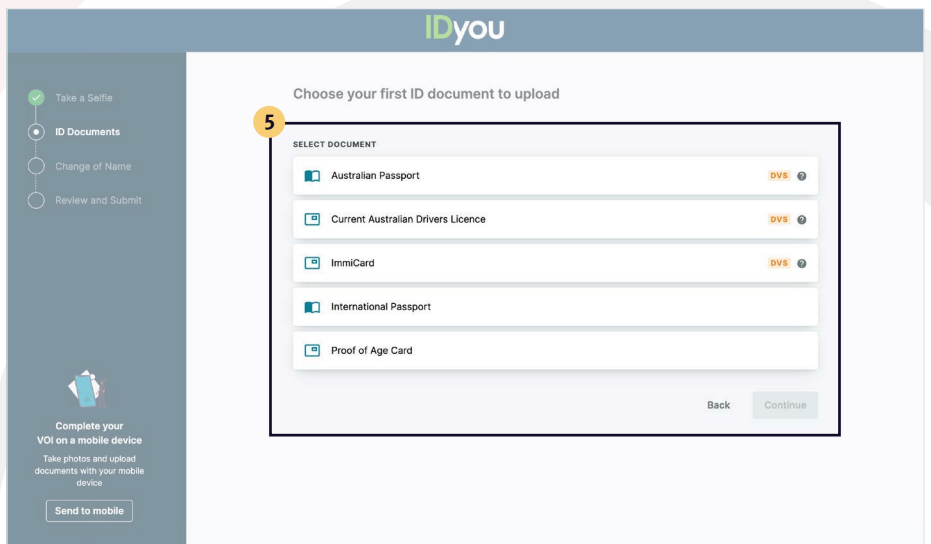 IDyou
Take a Selfie
ID Documents
Change of Name
Review and Submit
Complete your
VOI on a mobile device
Take photos and upload
documents with your mobile
device
Send to mobile
Choose your first ID document to upload
5
SELECT DOCUMENT
Australian Passport DVS ?
Current Australian Drivers Licence DVS ?
ImmiCard DVS ?
International Passport
Proof of Age Card
Back Continue